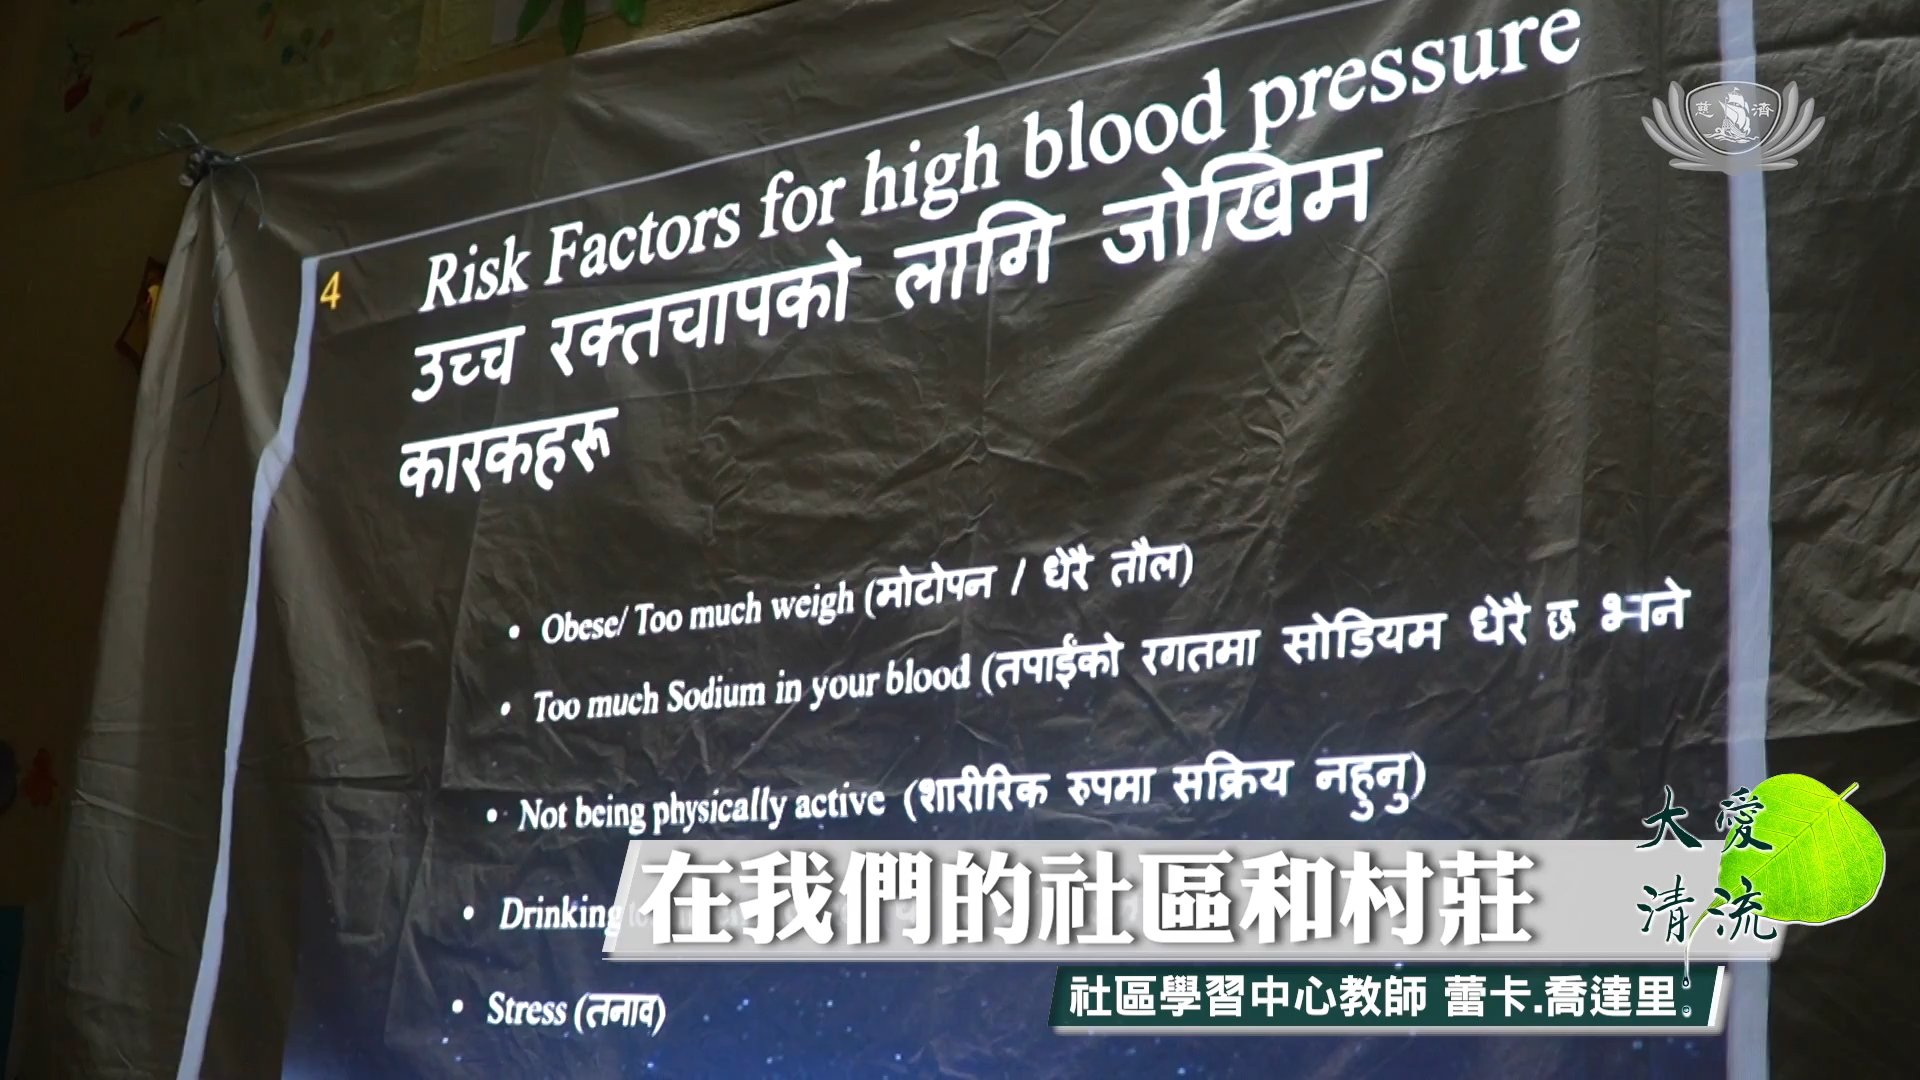 慈濟
4
Risk Factors for high blood pressure
उच्च रक्तचापको लागि जोखिम
कारकहरू
• Obese/ Too much weigh (मोटोपन / धेरै तौल)
• Too much Sodium in your blood (तपाईंको रगतमा सोडियम धेरै छ भने
• Not being physically active (शारीरिक रुपमा सक्रिय नहुनु)
• Drinking
• Stress (तनाव)
大愛
清流
在我們的社區和村莊
社區學習中心教師 蕾卡.喬達里